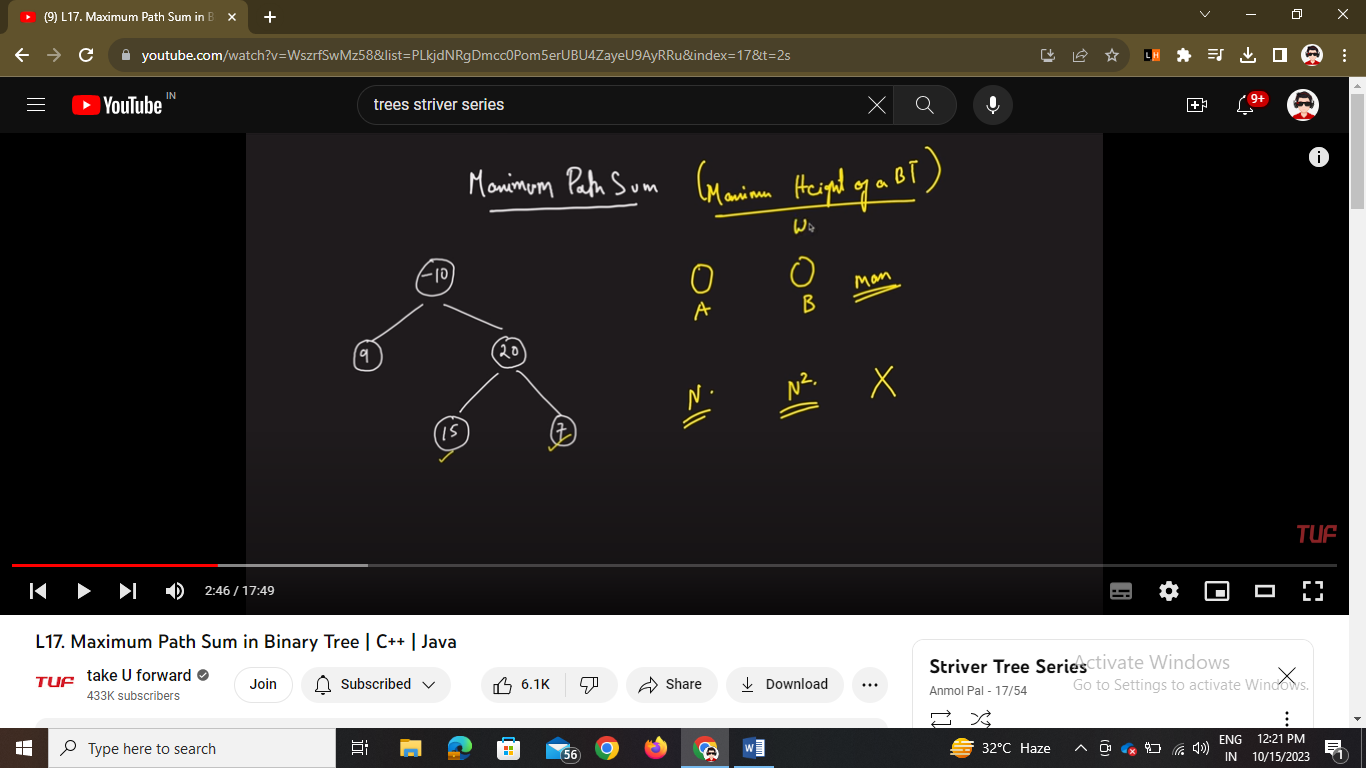 (9) L17. Maximum Path Sum in B
youtube.com/watch?v=WszrfSwMz58&list=PLkjdNRgDmcc0Pom5erUBU4ZayeU9AyRRu&index=17&t=2s
LH
YouTube IN
trees striver series
9+
Maximum Path Sum (Maximum Height of a BT)
W
-10
A B max
9 20
N. N². X
15 7
TUF
2:46 / 17:49
L17. Maximum Path Sum in Binary Tree | C++ | Java
TUF take U forward
433K subscribers
Join
Subscribed
6.1K
Share
Download
Striver Tree Series
Anmol Pal - 17/54
Activate Windows
Go to Settings to activate Windows.
Type here to search
56
W
32°C Haze
ENG
IN
12:21 PM
10/15/2023
1